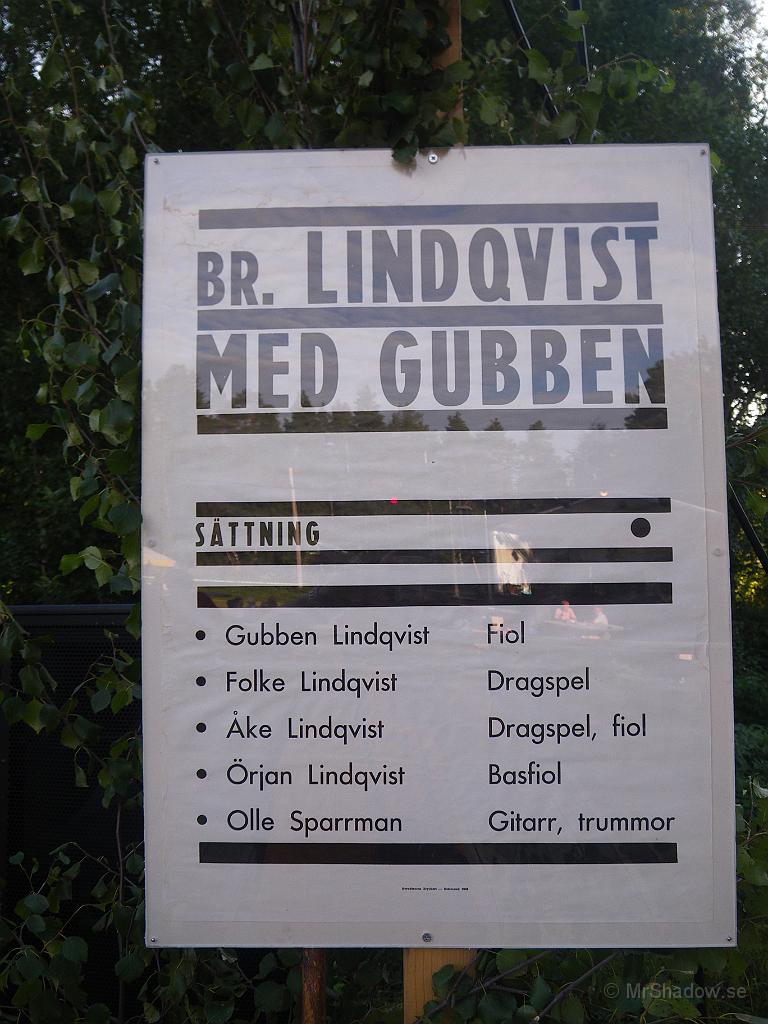 BR. LINDQVIST
MED GUBBEN
SÄTTNING
• Gubben Lindqvist Fiol
• Folke Lindqvist Dragspel
• Åke Lindqvist Dragspel, fiol
• Örjan Lindqvist Basfiol
• Olle Sparrman Gitarr, trummor
© MrShadow.se